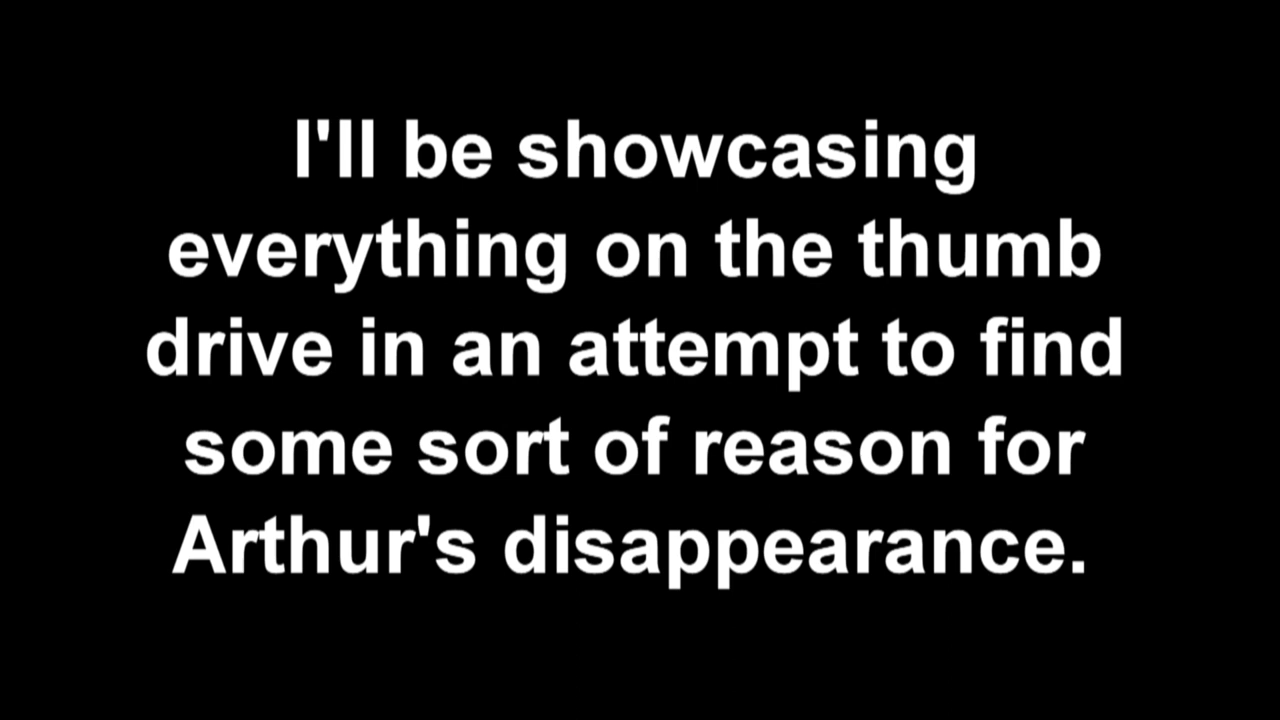 I'll be showcasing
everything on the thumb
drive in an attempt to find
some sort of reason for
Arthur's disappearance.